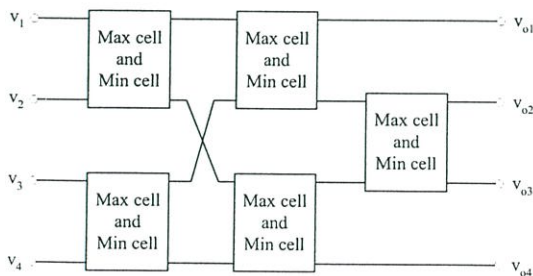 v1
Max cell
and
Min cell
Max cell
and
Min cell
vo1
v2
Max cell
and
Min cell
vo2
v3
Max cell
and
Min cell
Max cell
and
Min cell
vo3
v4
vo4